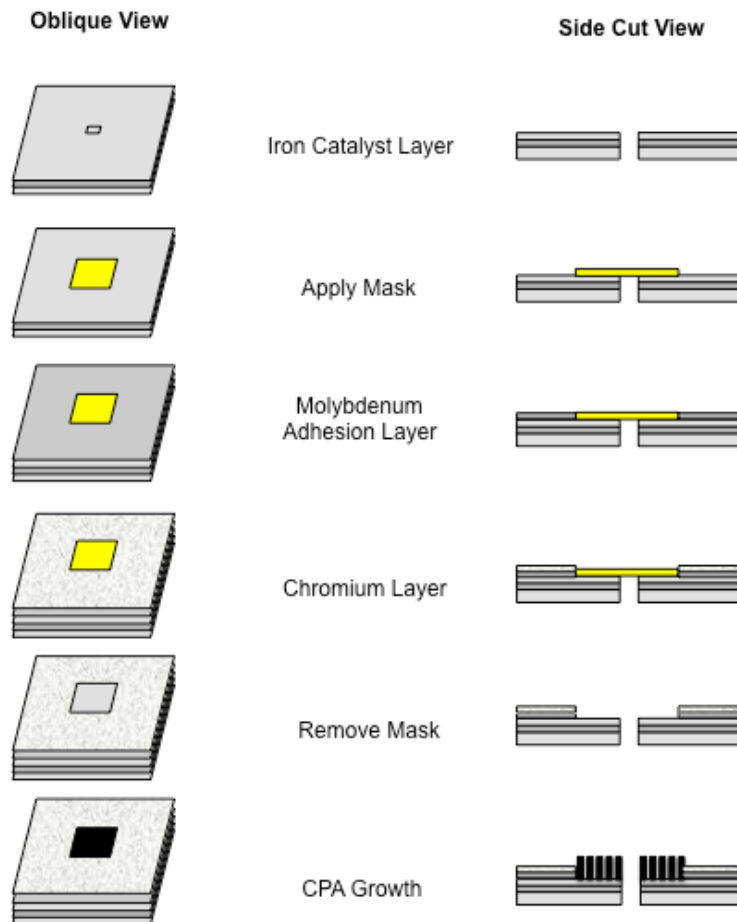 Oblique View
Side Cut View
Iron Catalyst Layer
Apply Mask
Molybdenum
Adhesion Layer
Chromium Layer
Remove Mask
CPA Growth